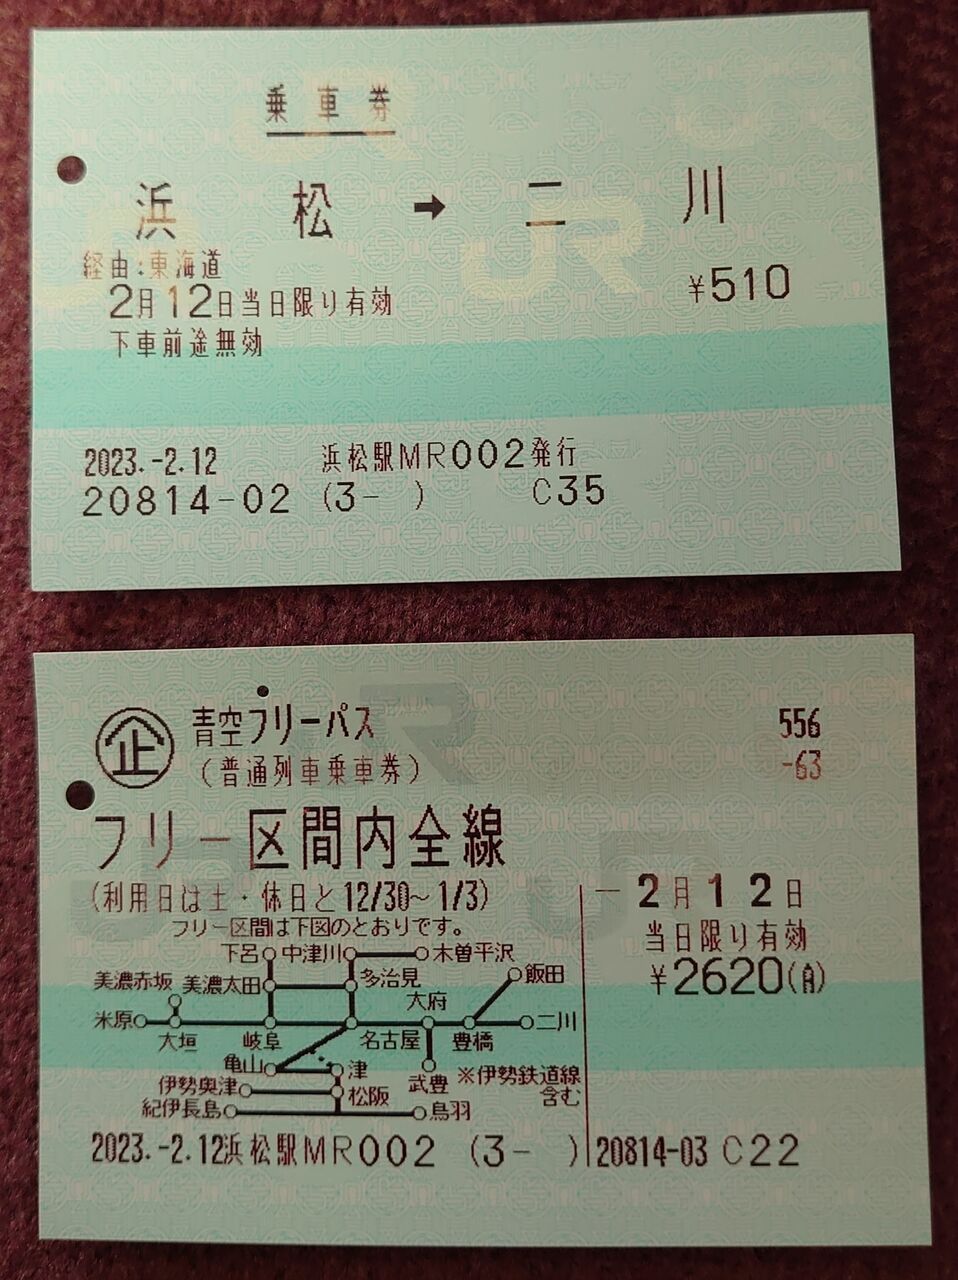 乗車券
浜松→二川
経由:東海道
¥510
2月12日当日限り有効
下車前途無効
2023.-2.12 浜松駅MR002発行
20814-02 (3- ) C35
企 青空フリーパス 556
(普通列車乗車券) -63
フリー区間内全線
(利用日は土・休日と12/30~1/3)
-2月12日
フリー区間は下図のとおりです。
当日限り有効
¥2620(角)
下呂 中津川 木曽平沢
美濃赤坂 美濃太田 多治見 飯田
大府
米原 二川
大垣 岐阜 名古屋 豊橋
亀山 津 武豊 ※伊勢鉄道線
含む
伊勢奥津 松阪
紀伊長島 鳥羽
2023.-2.12浜松駅MR002 (3- ) 20814-03 C22